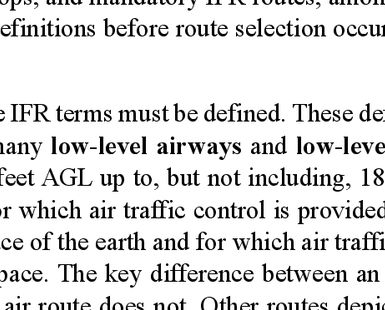 ops, and mandatory IFR routes, amon
efinitions before route selection occur
e IFR terms must be defined. These de
many low-level airways and low-leve
feet AGL up to, but not including, 18
or which air traffic control is provided
ce of the earth and for which air traffi
pace. The key difference between an
air route does not. Other routes depic